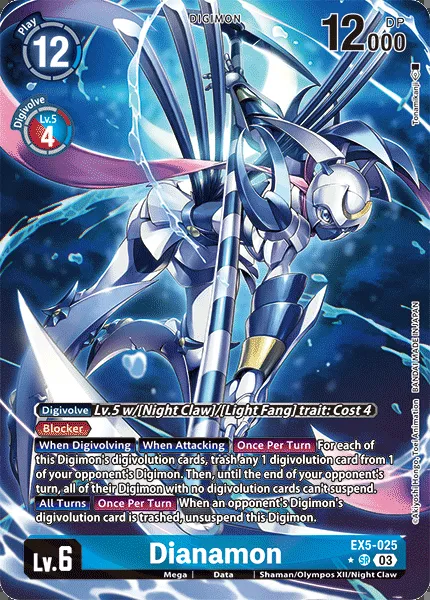 Play
12
DIGIMON
DP
12000
Digivolve
Lv.5
4
Digivolve Lv.5 w/[Night Claw]/[Light Fang] trait: Cost 4
Blocker
When Digivolving When Attacking Once Per Turn For each of
this Digimon's digivolution cards, trash any 1 digivolution card from 1
of your opponent's Digimon. Then, until the end of your opponent's
turn, all of their Digimon with no digivolution cards can't suspend.
All Turns Once Per Turn When an opponent's Digimon's
digivolution card is trashed, unsuspend this Digimon.
Lv.6
Dianamon
EX5-025
SR 03
Mega Data Shaman/Olympos XII/Night Claw
©Akiyoshi Hongo, Toei Animation BANDAI MADE IN JAPAN